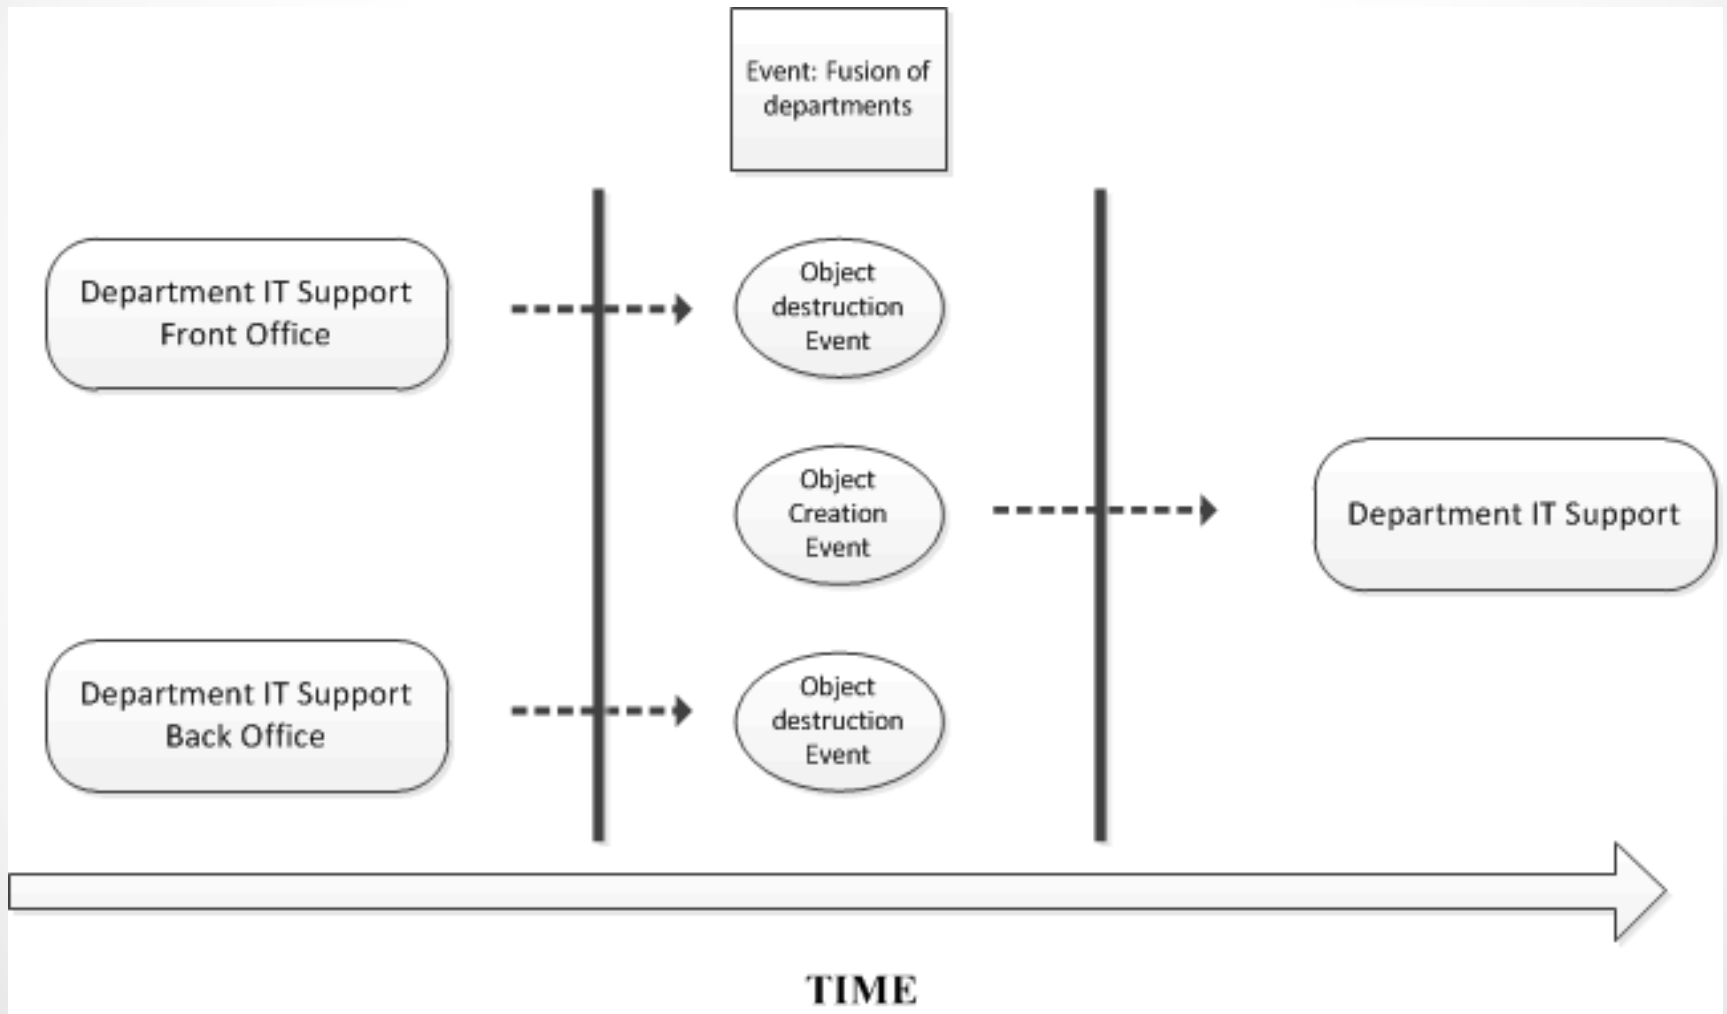 Event: Fusion of
departments
Department IT Support
Front Office
Object
destruction
Event
Object
Creation
Event
Department IT Support
Department IT Support
Back Office
Object
destruction
Event
TIME